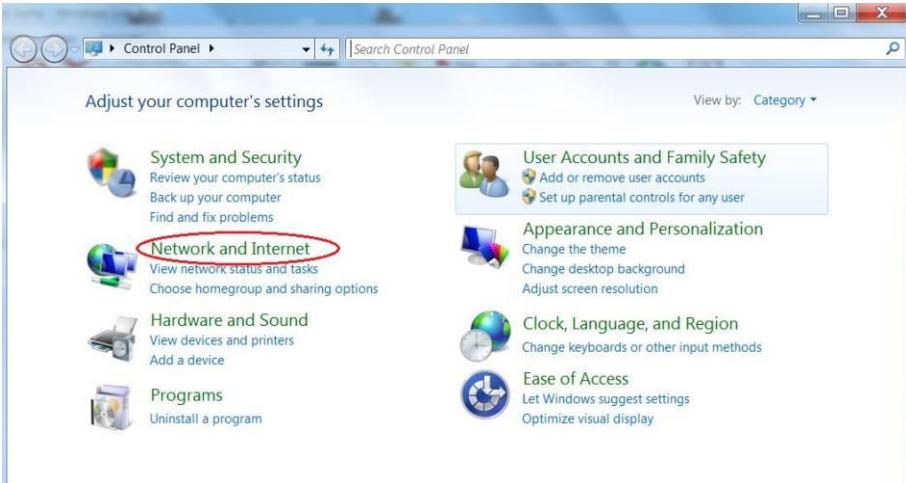 Control Panel
Search Control Panel
Adjust your computer's settings
View by: Category
System and Security
Review your computer's status
Back up your computer
Find and fix problems
Network and Internet
View network status and tasks
Choose homegroup and sharing options
Hardware and Sound
View devices and printers
Add a device
Programs
Uninstall a program
User Accounts and Family Safety
Add or remove user accounts
Set up parental controls for any user
Appearance and Personalization
Change the theme
Change desktop background
Adjust screen resolution
Clock, Language, and Region
Change keyboards or other input methods
Ease of Access
Let Windows suggest settings
Optimize visual display